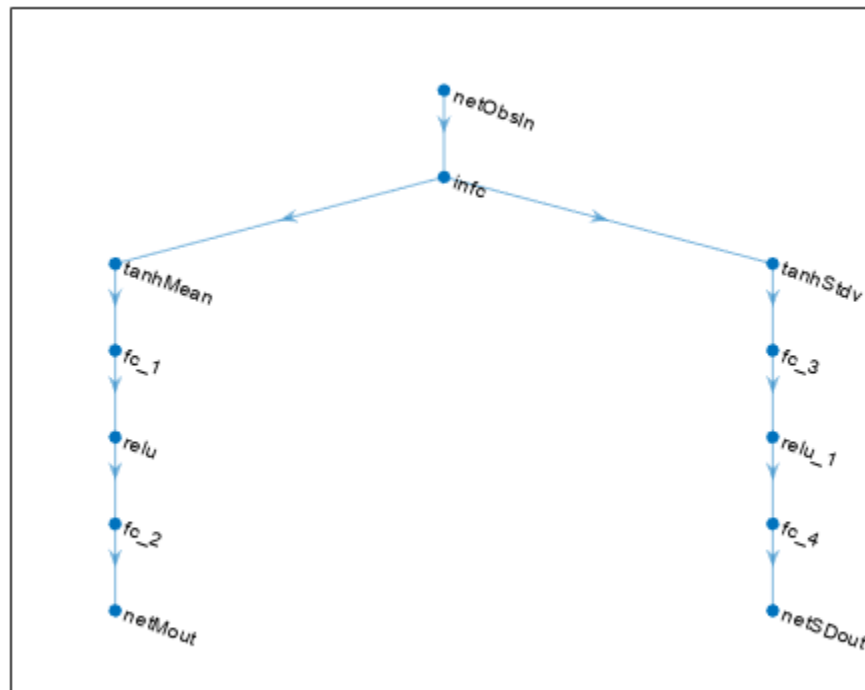 netObsIn
infc
tanhMean
tanhStdv
fc_1
fc_3
relu
relu_1
fc_2
fc_4
netMout
netSDout